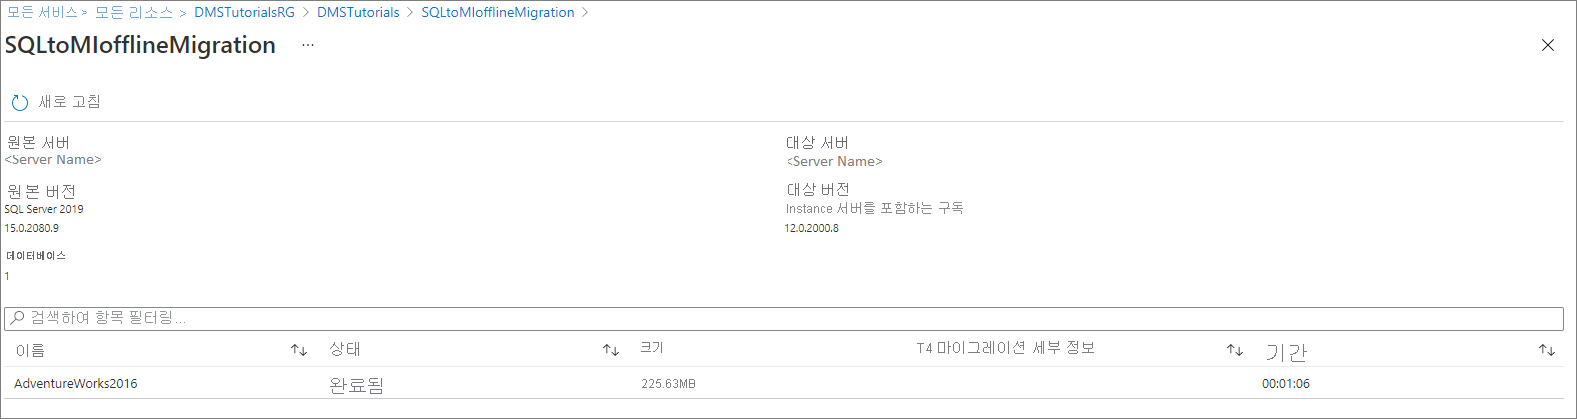 모든 서비스 > 모든 리소스 > DMSTutorialsRG > DMSTutorials > SQLtoMIofflineMigration >
SQLtoMIofflineMigration ...
새로 고침
원본 서버
<Server Name>
대상 서버
<Server Name>
원본 버전
SQL Server 2019
15.0.2080.9
대상 버전
Instance 서버를 포함하는 구독
12.0.2000.8
데이터베이스
1
검색하여 항목 필터링...
이름 상태 크기 T4 마이그레이션 세부 정보 기간
AdventureWorks2016 완료됨 225.63MB 00:01:06